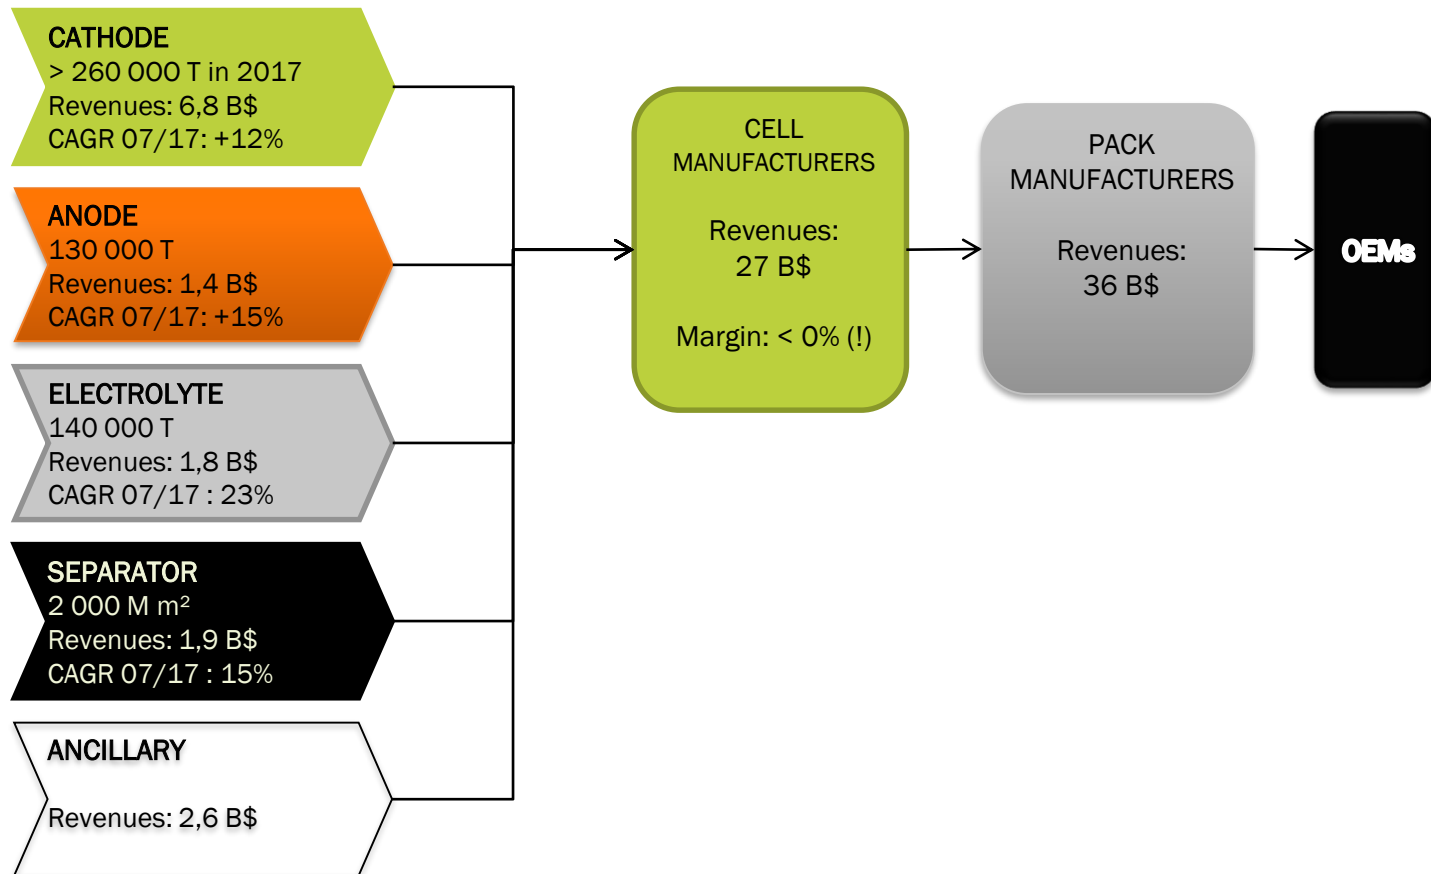 CATHODE
> 260 000 T in 2017
Revenues: 6,8 B$
CAGR 07/17: +12%
ANODE
130 000 T
Revenues: 1,4 B$
CAGR 07/17: +15%
ELECTROLYTE
140 000 T
Revenues: 1,8 B$
CAGR 07/17 : 23%
SEPARATOR
2 000 M m²
Revenues: 1,9 B$
CAGR 07/17 : 15%
ANCILLARY
Revenues: 2,6 B$
CELL
MANUFACTURERS
Revenues:
27 B$
Margin: < 0% (!)
PACK
MANUFACTURERS
Revenues:
36 B$
OEMs